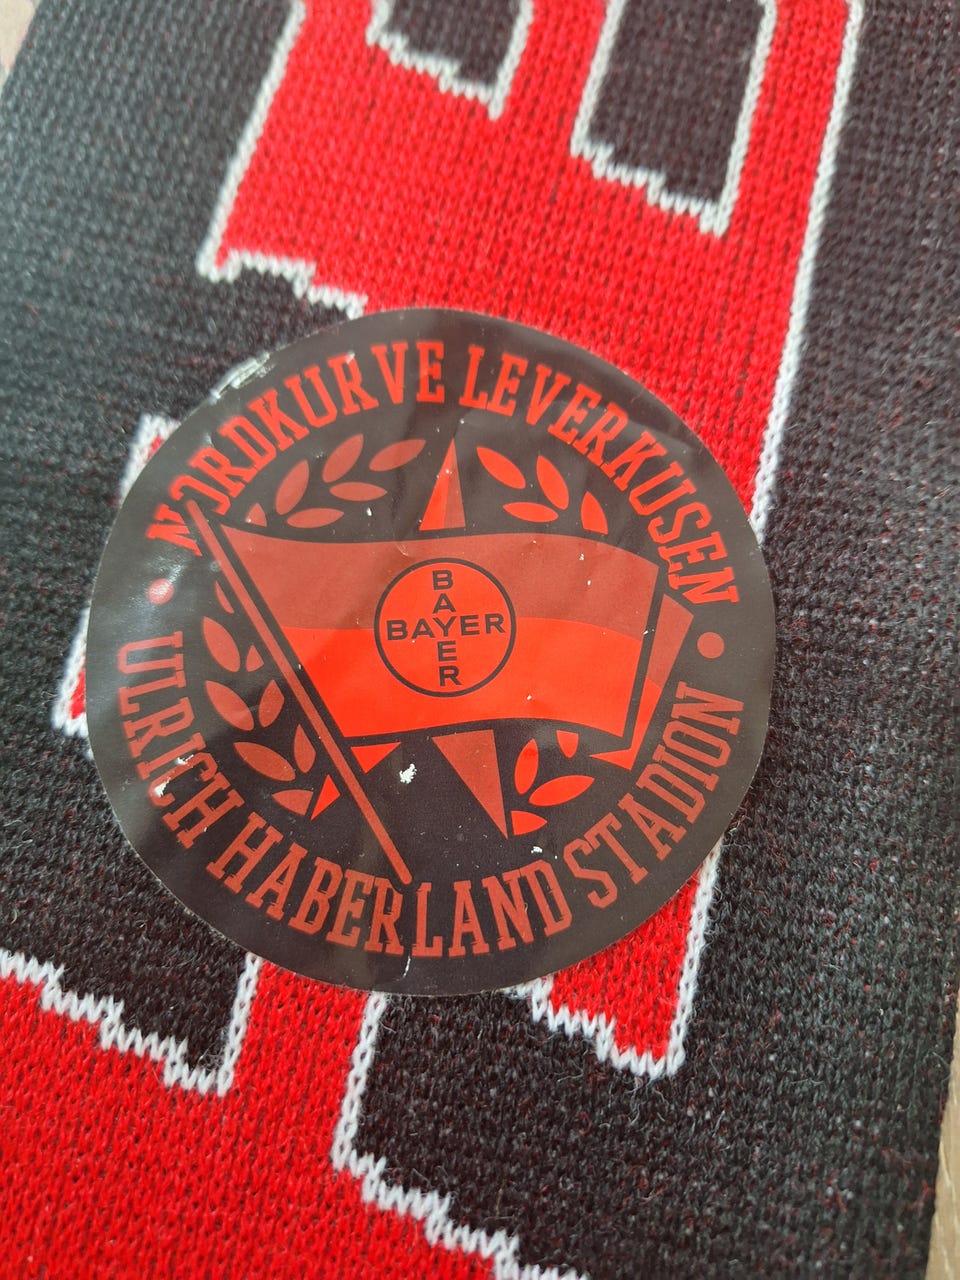 NORDKURVE LEVERKUSEN
BAYER
BAYER
ULRICH HABERLAND STADION